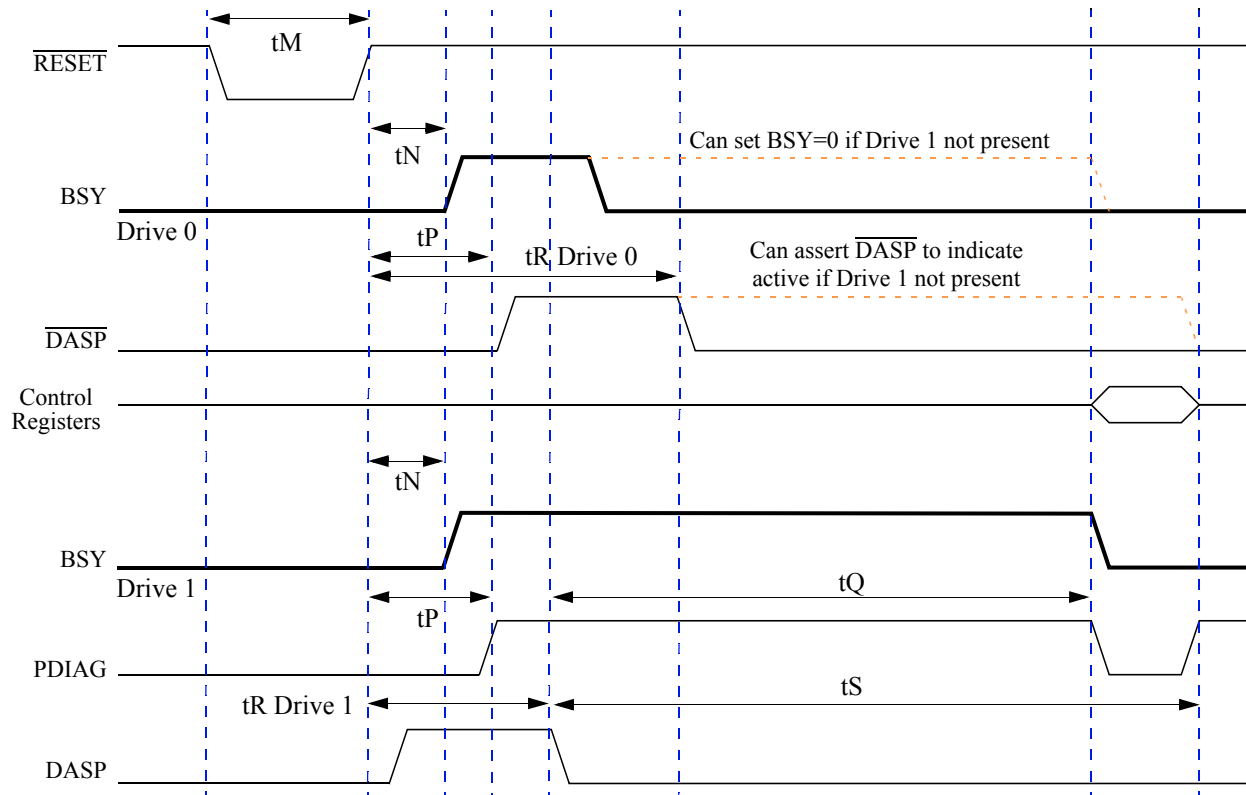 tM
RESET
tN
Can set BSY=0 if Drive 1 not present
BSY
Drive 0
tP
tR Drive 0
Can assert DASP to indicate
active if Drive 1 not present
DASP
Control
Registers
tN
BSY
Drive 1
tP
tQ
PDIAG
tR Drive 1
tS
DASP